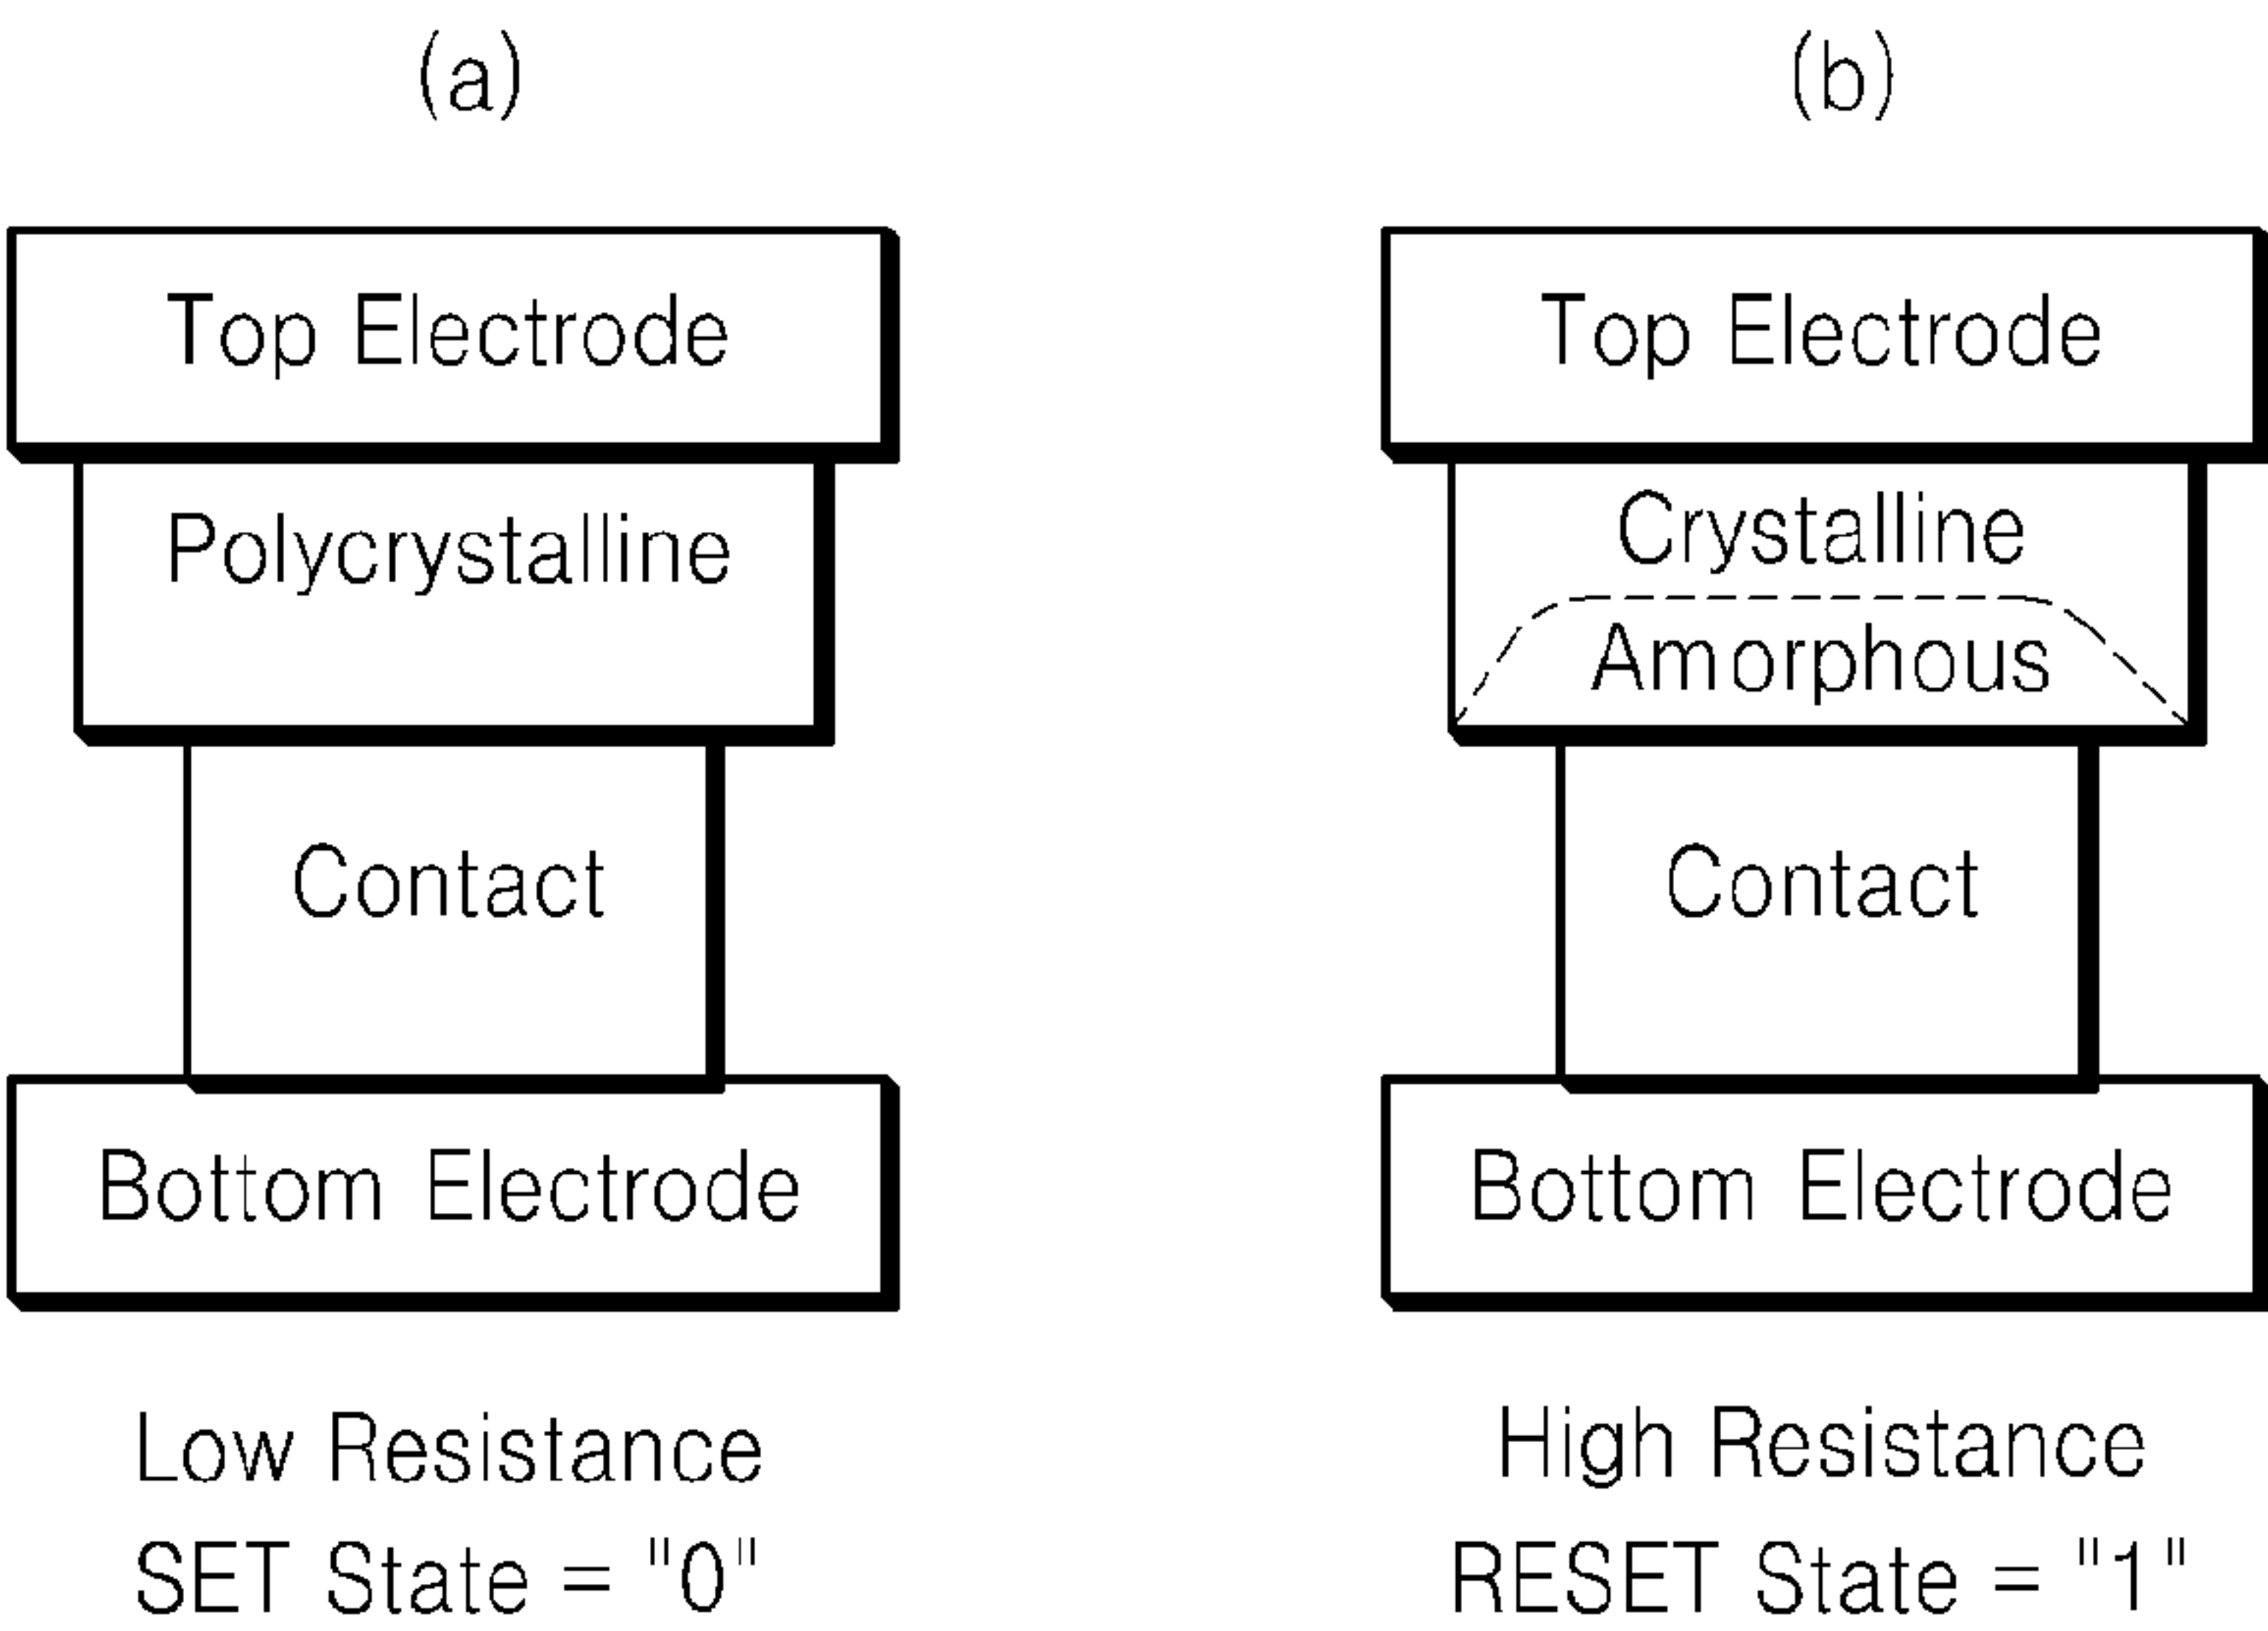 (a)
Top Electrode
Polycrystalline
Contact
Bottom Electrode
Low Resistance
SET State = "0"
(b)
Top Electrode
Crystalline
Amorphous
Contact
Bottom Electrode
High Resistance
RESET State = "1"